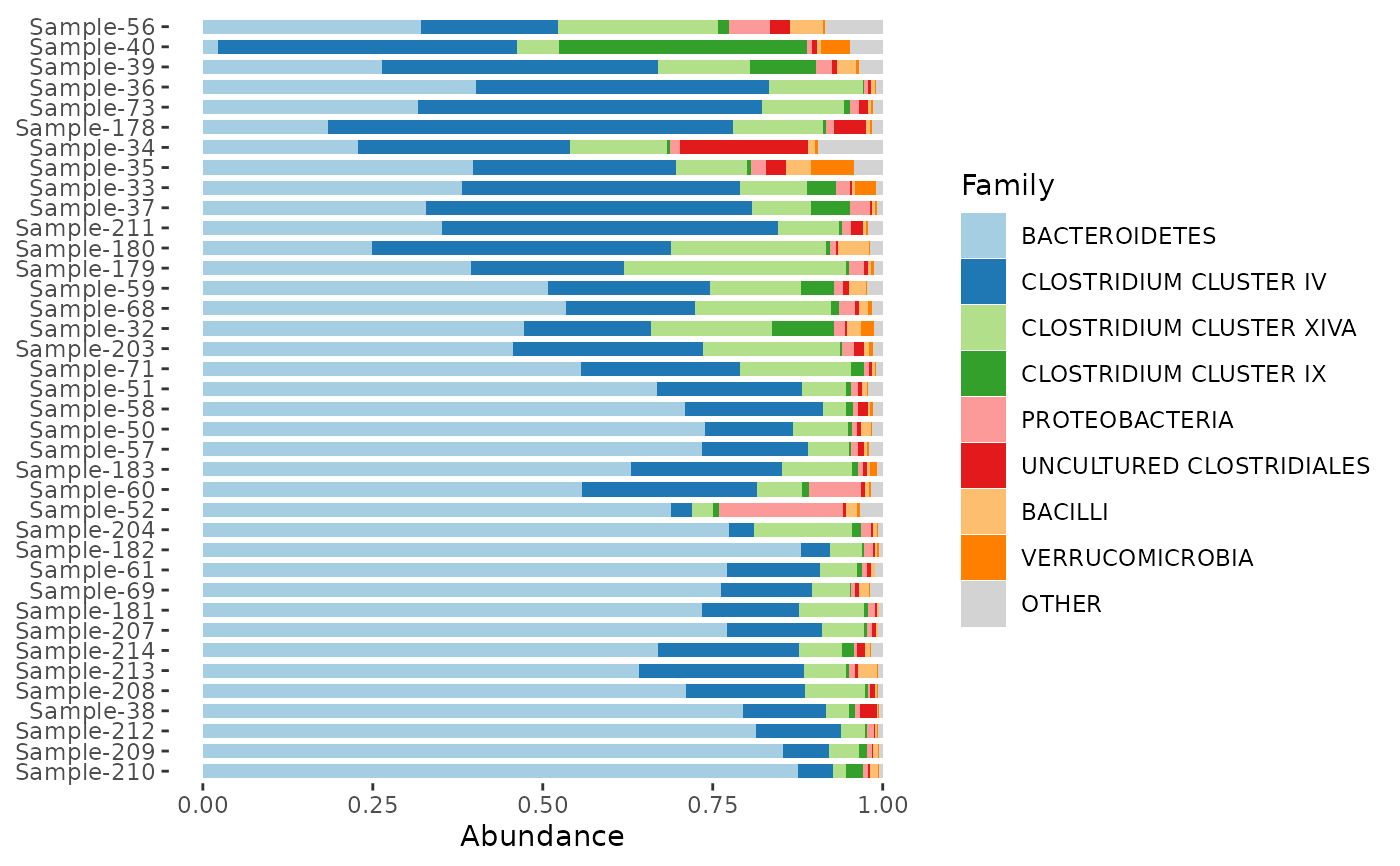 Sample-56
Sample-40
Sample-39
Sample-36
Sample-73
Sample-178
Sample-34
Sample-35
Sample-33
Sample-37
Sample-211
Sample-180
Sample-179
Sample-59
Sample-68
Sample-32
Sample-203
Sample-71
Sample-51
Sample-58
Sample-50
Sample-57
Sample-183
Sample-60
Sample-52
Sample-204
Sample-182
Sample-61
Sample-69
Sample-181
Sample-207
Sample-214
Sample-213
Sample-208
Sample-38
Sample-212
Sample-209
Sample-210
0.00 0.25 0.50 0.75 1.00
Abundance
Family
BACTEROIDETES
CLOSTRIDIUM CLUSTER IV
CLOSTRIDIUM CLUSTER XIVA
CLOSTRIDIUM CLUSTER IX
PROTEOBACTERIA
UNCULTURED CLOSTRIDIALES
BACILLI
VERRUCOMICROBIA
OTHER